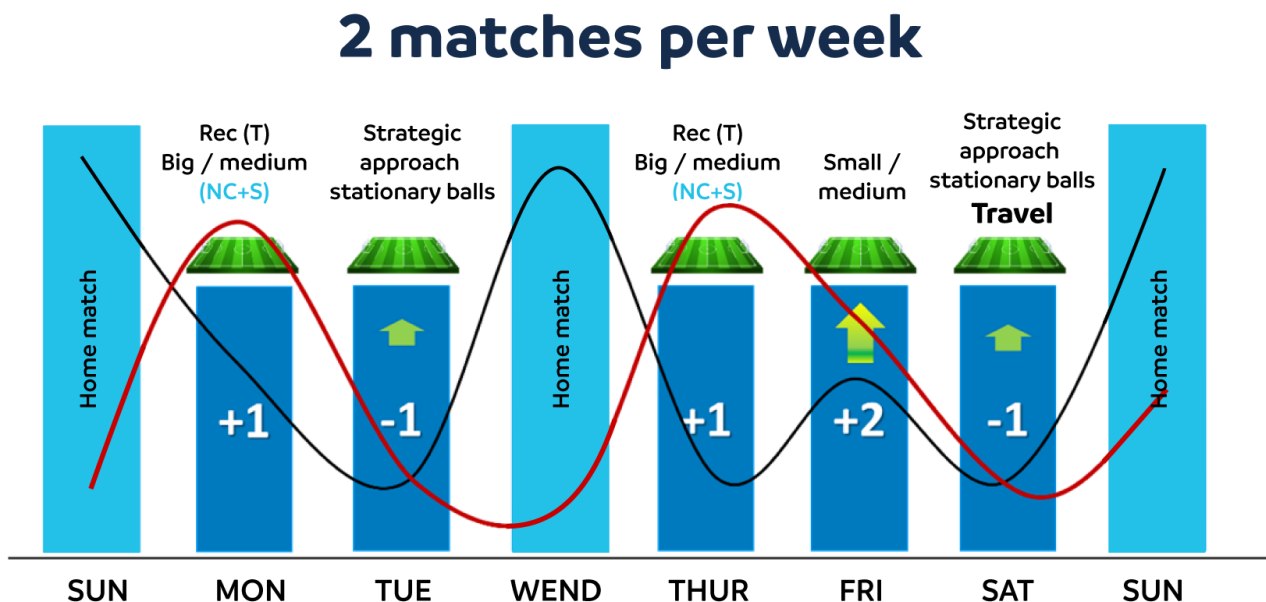 2 matches per week
Rec (T)
Big / medium
(NC+S)
Strategic
approach
stationary balls
Rec (T)
Big / medium
(NC+S)
Small /
medium
Strategic
approach
stationary balls
Travel
Home match
+1
-1
Home match
+1
+2
-1
Home match
SUN
MON
TUE
WEND
THUR
FRI
SAT
SUN